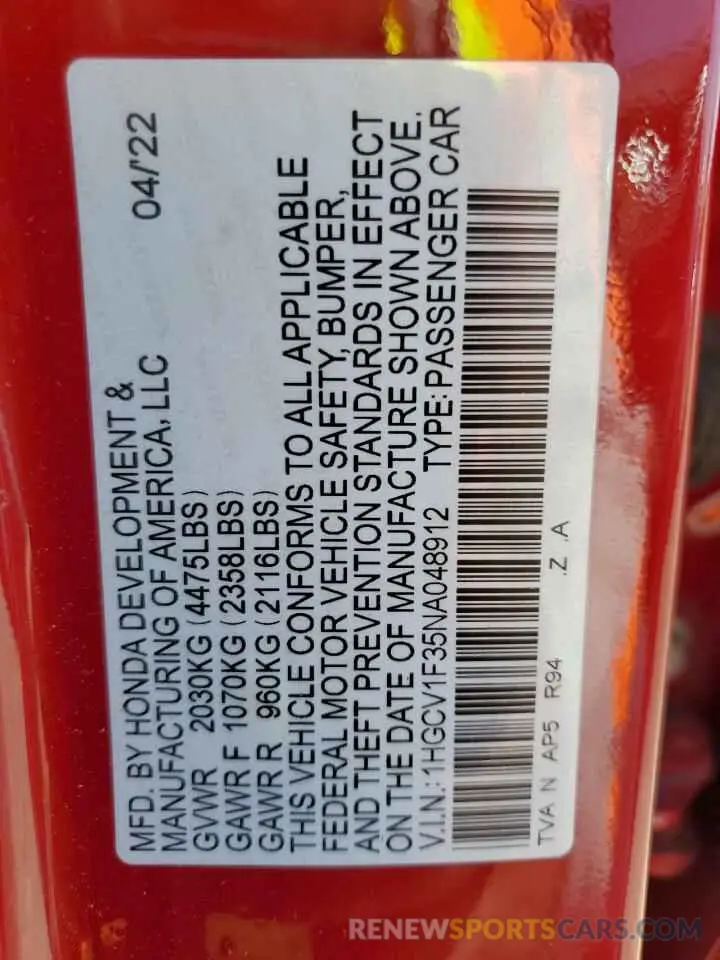 MFD. BY HONDA DEVELOPMENT &
MANUFACTURING OF AMERICA, LLC 04/'22
GVWR 2030KG (4475LBS)
GAWR F 1070KG (2358LBS)
GAWR R 960KG (2116LBS)
THIS VEHICLE CONFORMS TO ALL APPLICABLE
FEDERAL MOTOR VEHICLE SAFETY, BUMPER,
AND THEFT PREVENTION STANDARDS IN EFFECT
ON THE DATE OF MANUFACTURE SHOWN ABOVE.
V.I.N.: 1HGCV1F35NA048912 TYPE: PASSENGER CAR
TVA N AP5 R94 .Z .A
RENEWSPORTSCARS.COM